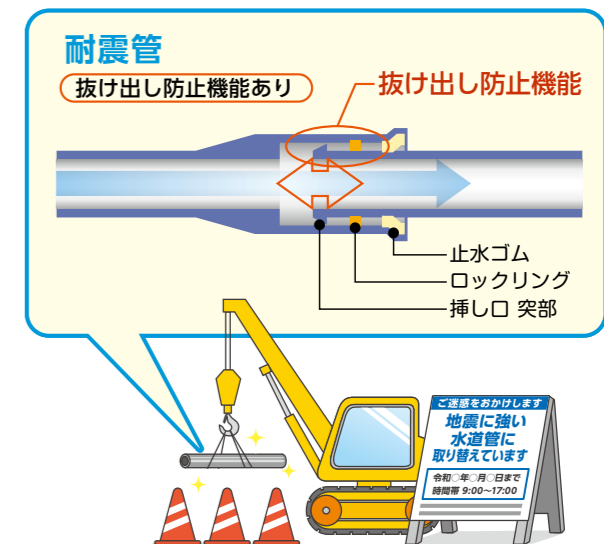 耐震管
抜け出し防止機能あり
抜け出し防止機能
止水ゴム
ロックリング
挿し口 突部
ご迷惑をおかけします
地震に強い
水道管に
取り替えています
令和○年○月○日まで
時間帯 9:00〜17:00